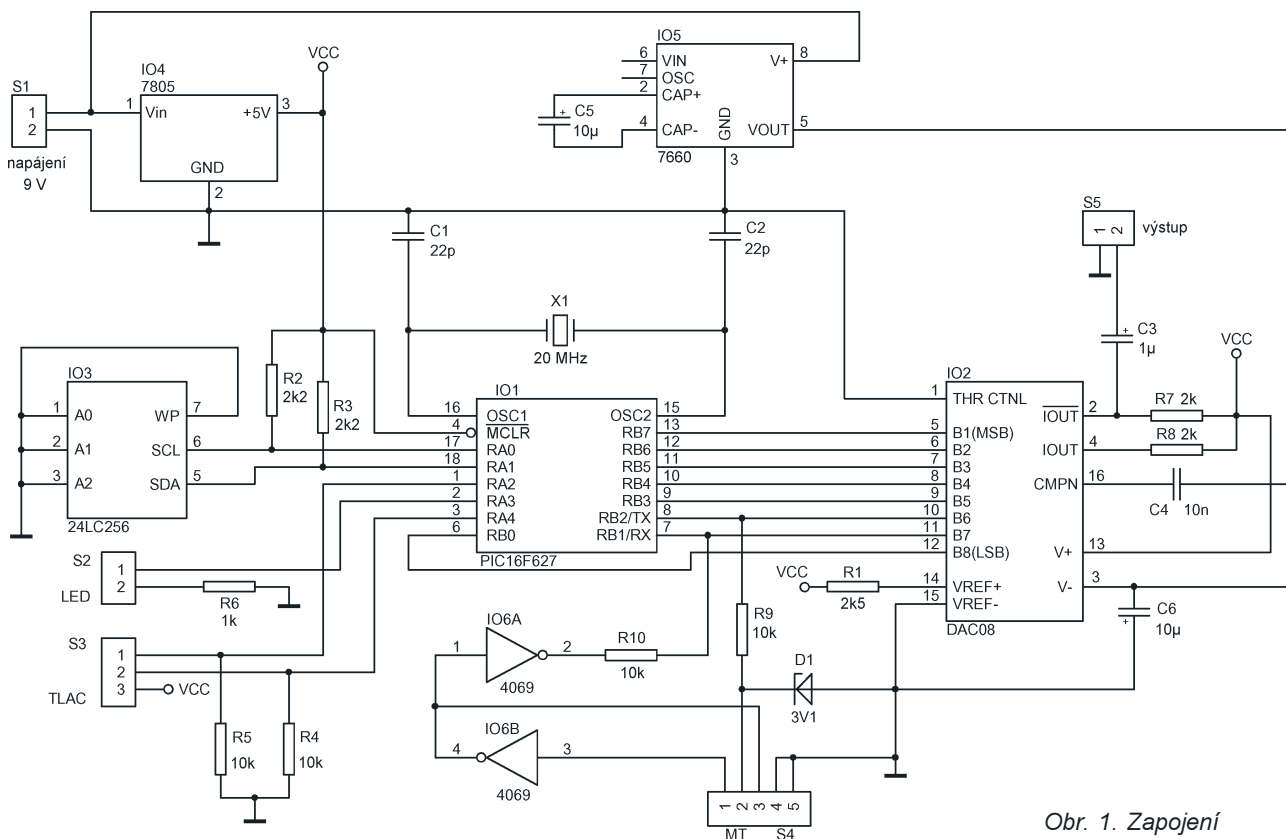 S1
1
2
napájení
9 V
IO4
7805
1
Vin
+5V
3
GND
2
VCC
IO5
6
VIN
7
OSC
2
CAP+
4
CAP-
GND
3
V+
8
VOUT
5
7660
C5
+
10µ
C1
22p
C2
22p
X1
20 MHz
S5
1
2
výstup
C3
+
1µ
VCC
IO3
1
A0
2
A1
3
A2
WP
7
SCL
6
SDA
5
24LC256
R2
2k2
R3
2k2
IO1
16
OSC1
4
MCLR
17
RA0
18
RA1
1
RA2
2
RA3
3
RA4
6
RB0
OSC2
15
RB7
13
RB6
12
RB5
11
RB4
10
RB3
9
RB2/TX
8
RB1/RX
7
PIC16F627
IO2
1
THR CTNL
5
B1(MSB)
6
B2
7
B3
8
B4
9
B5
10
B6
11
B7
12
B8(LSB)
14
VREF+
15
VREF-
IOUT
2
IOUT
4
CMPN
16
V+
13
V-
3
DAC08
R7 2k
R8 2k
C4
10n
C6
+
10µ
VCC
R1
2k5
S2
1
2
LED
R6
1k
S3
1
2
3
TLAC
VCC
R5
10k
R4
10k
IO6A
1
2
4069
R10
10k
R9
10k
D1
3V1
IO6B
4
3
4069
1
2
3
4
5
MT
S4
Obr. 1. Zapojení